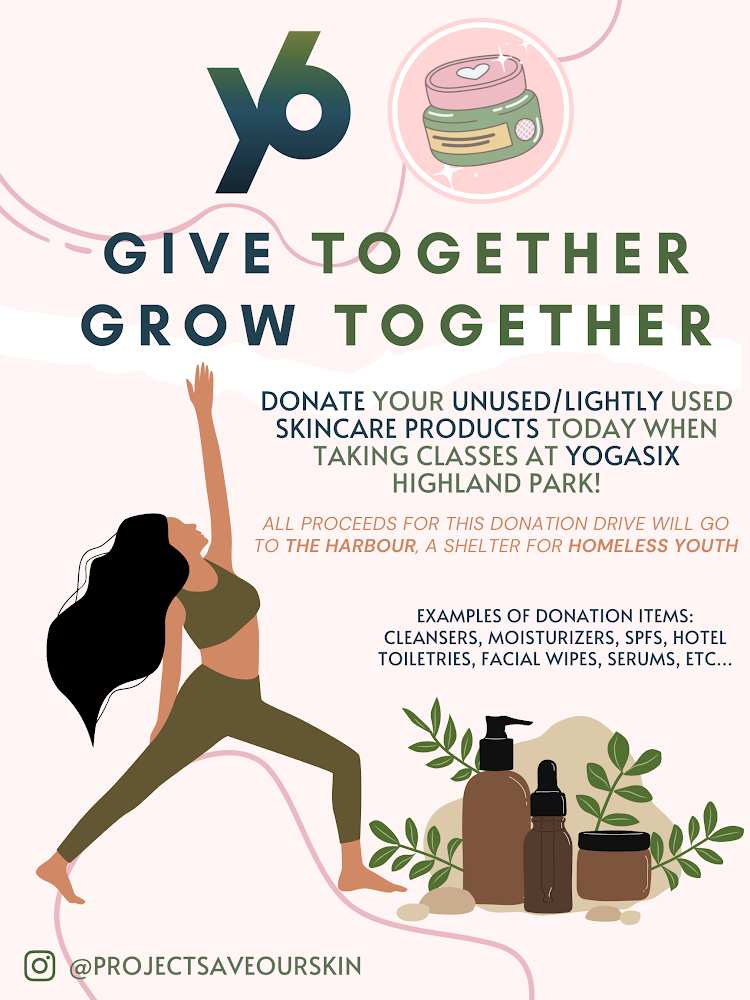 y6
GIVE TOGETHER
GROW TOGETHER
DONATE YOUR UNUSED/LIGHTLY USED
SKINCARE PRODUCTS TODAY WHEN
TAKING CLASSES AT YOGASIX
HIGHLAND PARK!
ALL PROCEEDS FOR THIS DONATION DRIVE WILL GO
TO THE HARBOUR, A SHELTER FOR HOMELESS YOUTH
EXAMPLES OF DONATION ITEMS:
CLEANSERS, MOISTURIZERS, SPFS, HOTEL
TOILETRIES, FACIAL WIPES, SERUMS, ETC...
@PROJECTSAVEOURSKIN